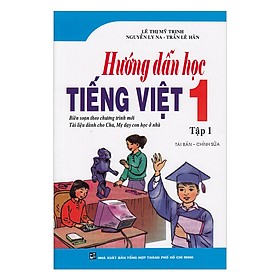 LÊ THỊ MỸ TRINH
NGUYỄN LY NA - TRẦN LÊ HÂN
Hướng dẫn học
TIẾNG VIỆT 1
Tập 1
Biên soạn theo chương trình mới
Tài liệu dành cho Cha, Mẹ dạy con học ở nhà
TÁI BẢN - CHỈNH SỬA
NHÀ XUẤT BẢN TỔNG HỢP THÀNH PHỐ HỒ CHÍ MINH